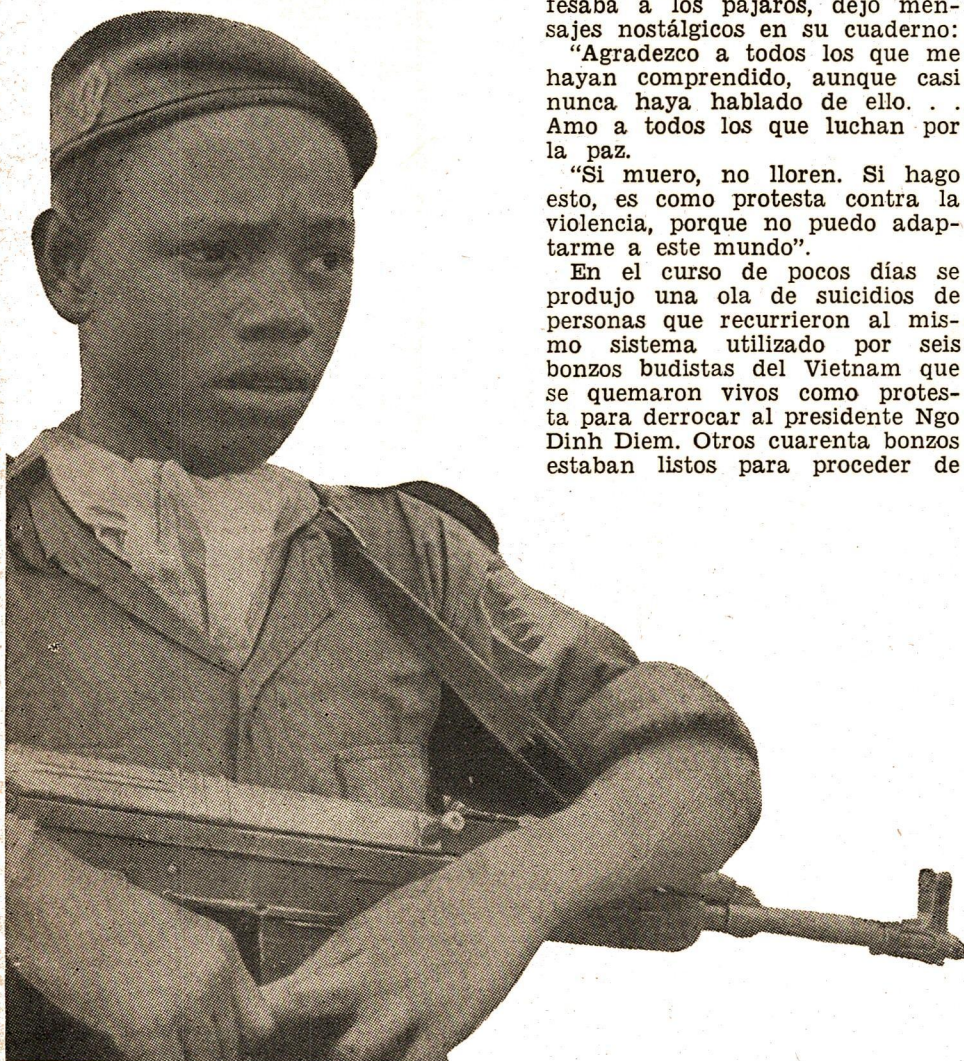 fesaba a los pájaros, dejó men-
sajes nostálgicos en su cuaderno:
“Agradezco a todos los que me
hayan comprendido, aunque casi
nunca haya hablado de ello. . .
Amo a todos los que luchan por
la paz.
“Si muero, no lloren. Si hago
esto, es como protesta contra la
violencia, porque no puedo adap-
tarme a este mundo”.
En el curso de pocos días se
produjo una ola de suicidios de
personas que recurrieron al mis-
mo sistema utilizado por seis
bonzos budistas del Vietnam que
se quemaron vivos como protes-
ta para derrocar al presidente Ngo
Dinh Diem. Otros cuarenta bonzos
estaban listos para proceder de